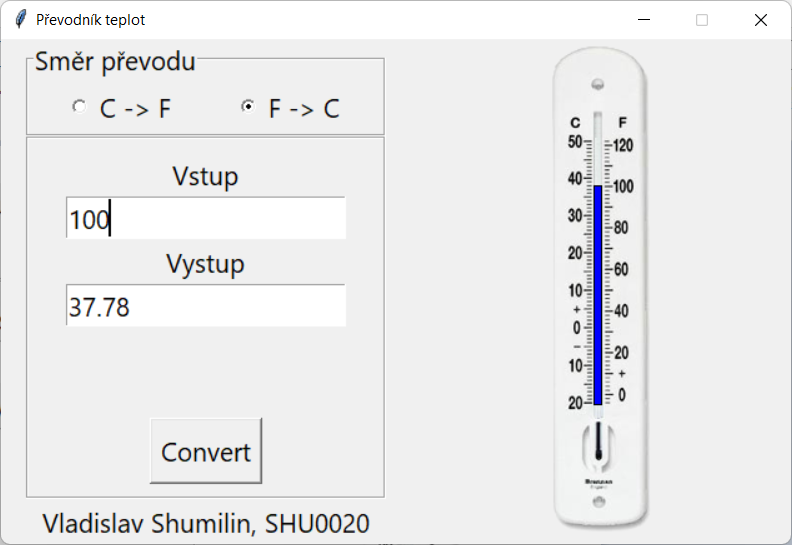 Převodník teplot
Směr převodu
C -> F
F -> C
Vstup
100
Vystup
37.78
Convert
Vladislav Shumilin, SHU0020
C F
50 120
40 100
30 80
20 60
10 40
+
0
−
10 20
+
20 0
Brannan